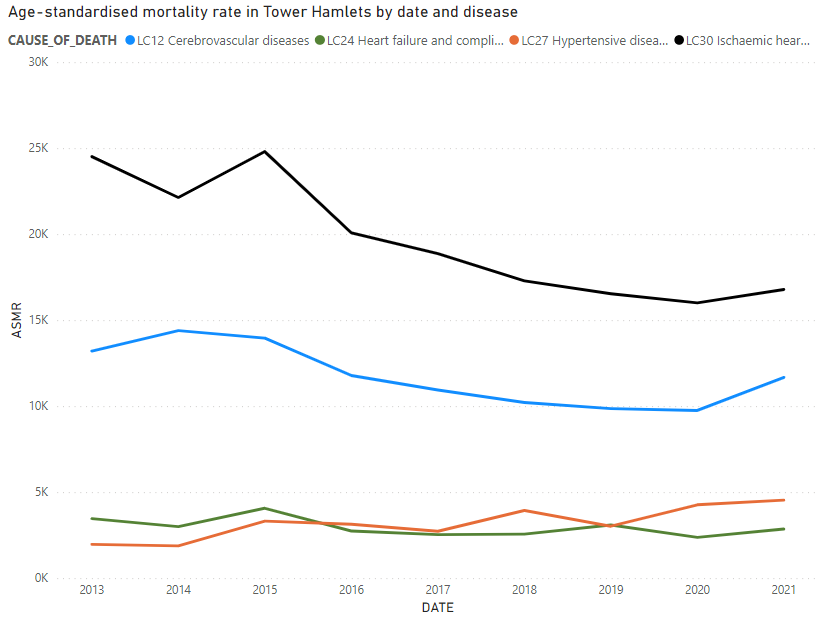 Age-standardised mortality rate in Tower Hamlets by date and disease
CAUSE_OF_DEATH LC12 Cerebrovascular diseases LC24 Heart failure and compli... LC27 Hypertensive disea... LC30 Ischaemic hear...
30K
25K
20K
15K
10K
5K
0K
ASMR
2013 2014 2015 2016 2017 2018 2019 2020 2021
DATE